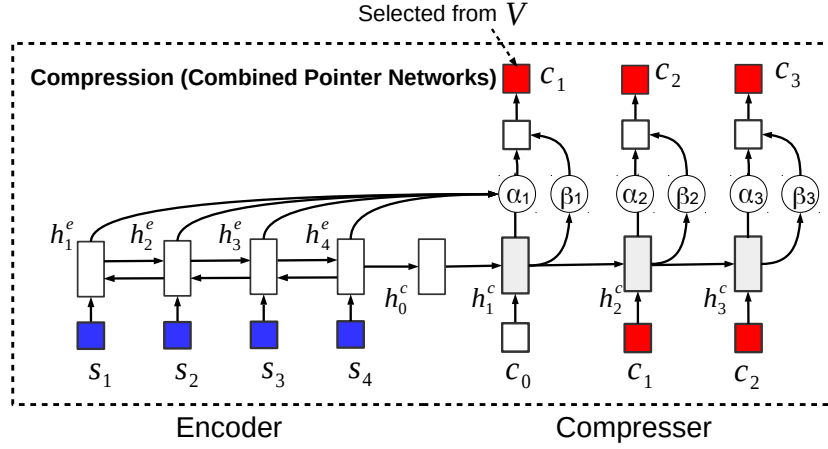 Selected from V
Compression (Combined Pointer Networks) c₁ c₂ c₃
α₁ β₁ α₂ β₂ α₃ β₃
h₁ᵉ h₂ᵉ h₃ᵉ h₄ᵉ
h₀ᶜ h₁ᶜ h₂ᶜ h₃ᶜ
s₁ s₂ s₃ s₄ c₀ c₁ c₂
Encoder Compresser